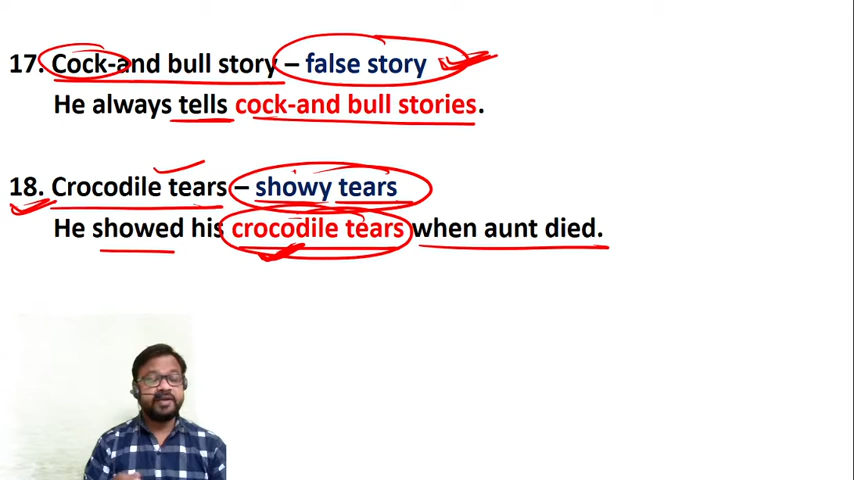 17. Cock-and bull story – false story
He always tells cock-and bull stories.
18. Crocodile tears – showy tears
He showed his crocodile tears when aunt died.